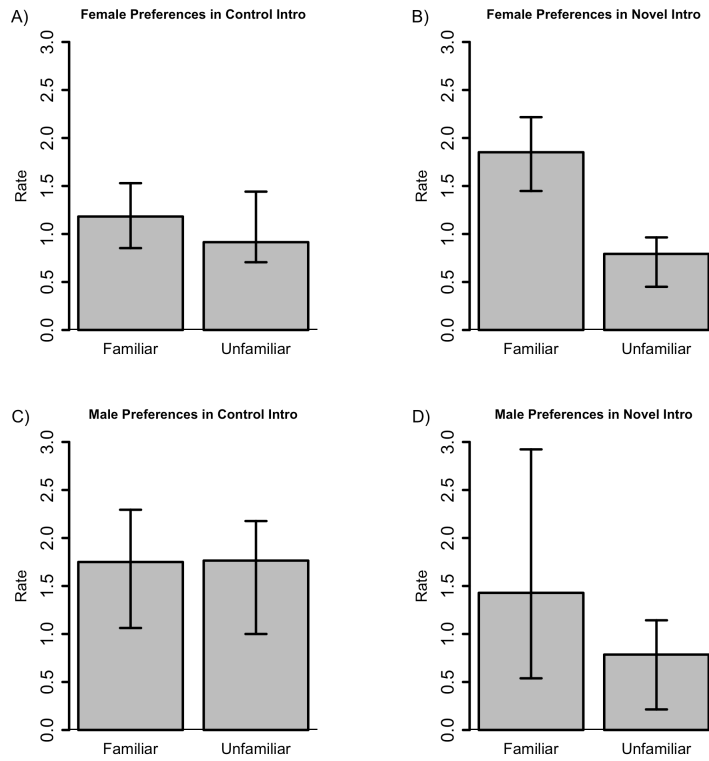 A)
Female Preferences in Control Intro
3.0
2.5
2.0
1.5
1.0
0.5
0.0
Rate
Familiar Unfamiliar
B)
Female Preferences in Novel Intro
3.0
2.5
2.0
1.5
1.0
0.5
0.0
Rate
Familiar Unfamiliar
C)
Male Preferences in Control Intro
3.0
2.5
2.0
1.5
1.0
0.5
0.0
Rate
Familiar Unfamiliar
D)
Male Preferences in Novel Intro
3.0
2.5
2.0
1.5
1.0
0.5
0.0
Rate
Familiar Unfamiliar